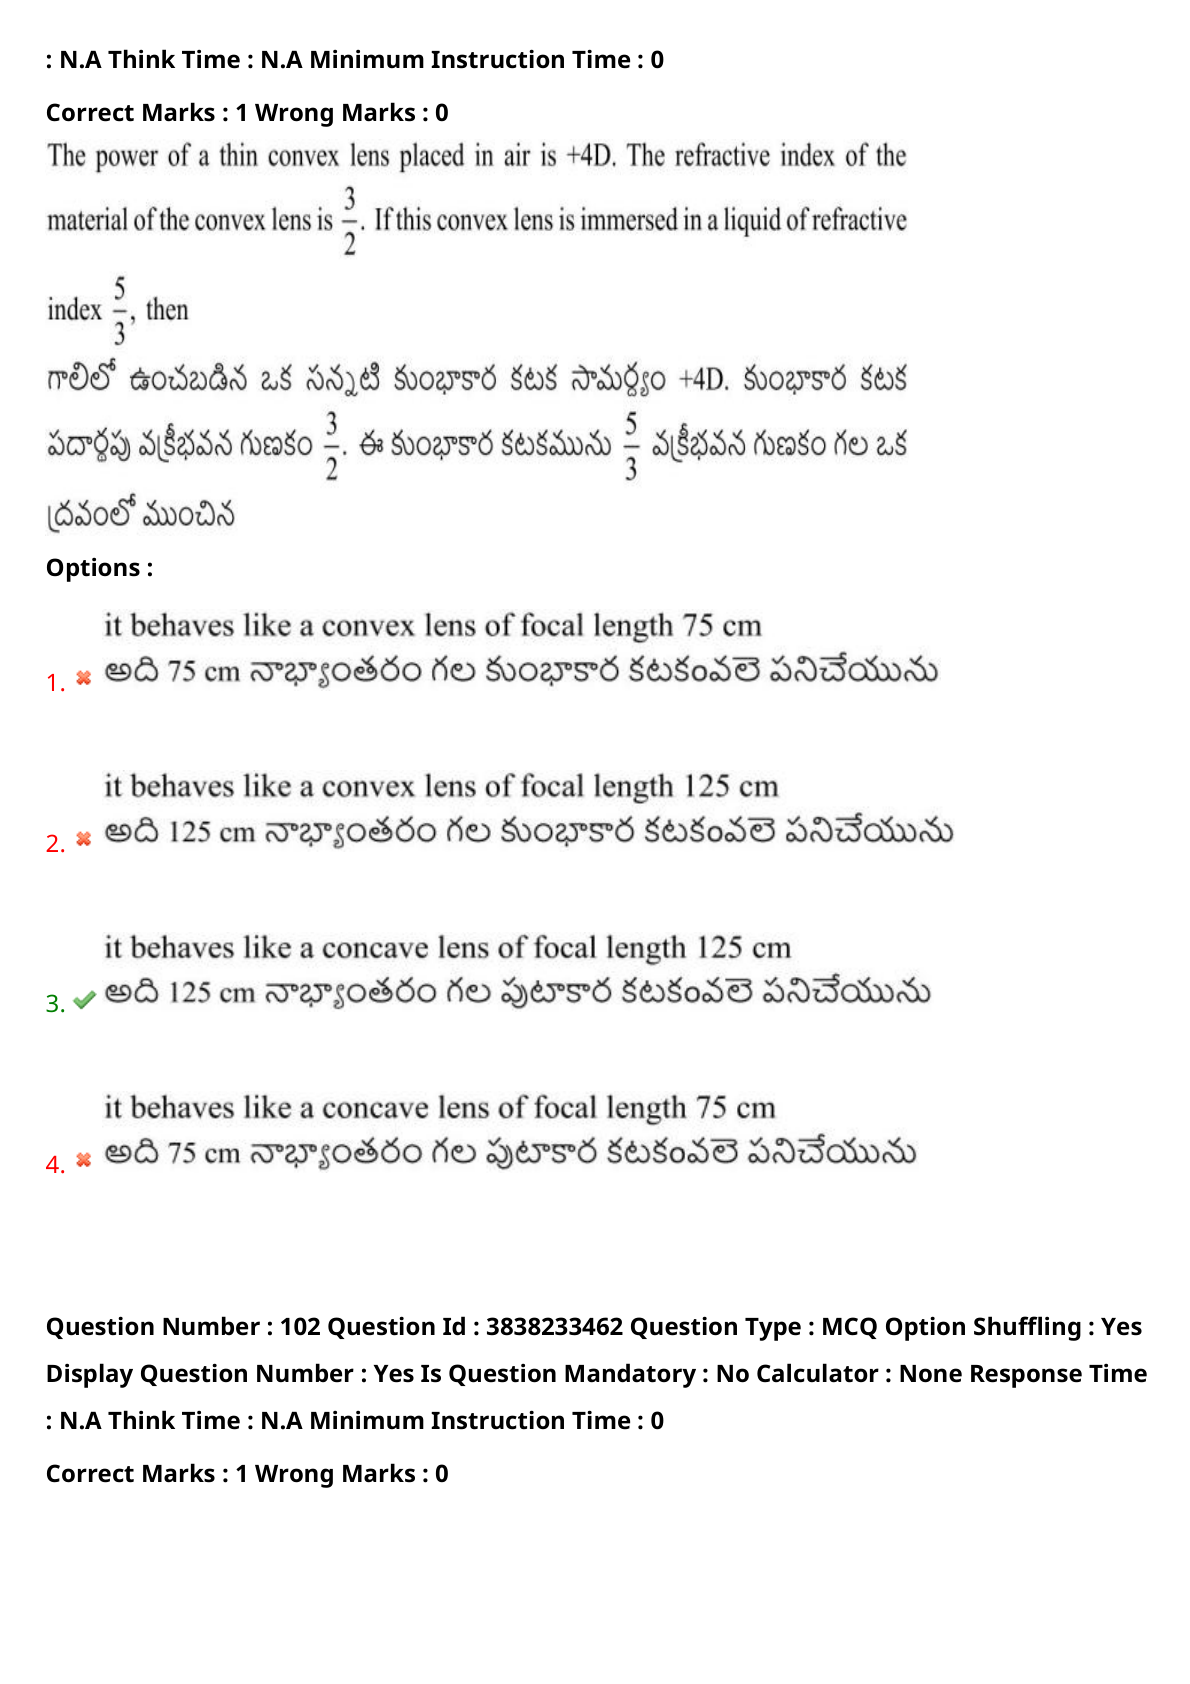 : N.A Think Time : N.A Minimum Instruction Time : 0
Correct Marks : 1 Wrong Marks : 0
The power of a thin convex lens placed in air is +4D. The refractive index of the
material of the convex lens is 3/2. If this convex lens is immersed in a liquid of refractive
index 5/3, then
గాలిలో ఉంచబడిన ఒక సన్నటి కుంభాకార కటక సామర్ధ్యం +4D. కుంభాకార కటక
పదార్థపు వక్రీభవన గుణకం 3/2. ఈ కుంభాకార కటకమును 5/3 వక్రీభవన గుణకం గల ఒక
ద్రవంలో ముంచిన
Options :
it behaves like a convex lens of focal length 75 cm
1. అది 75 cm నాభ్యాంతరం గల కుంభాకార కటకంవలె పనిచేయును
it behaves like a convex lens of focal length 125 cm
2. అది 125 cm నాభ్యాంతరం గల కుంభాకార కటకంవలె పనిచేయును
it behaves like a concave lens of focal length 125 cm
3. అది 125 cm నాభ్యాంతరం గల పుటాకార కటకంవలె పనిచేయును
it behaves like a concave lens of focal length 75 cm
4. అది 75 cm నాభ్యాంతరం గల పుటాకార కటకంవలె పనిచేయును
Question Number : 102 Question Id : 3838233462 Question Type : MCQ Option Shuffling : Yes
Display Question Number : Yes Is Question Mandatory : No Calculator : None Response Time
: N.A Think Time : N.A Minimum Instruction Time : 0
Correct Marks : 1 Wrong Marks : 0